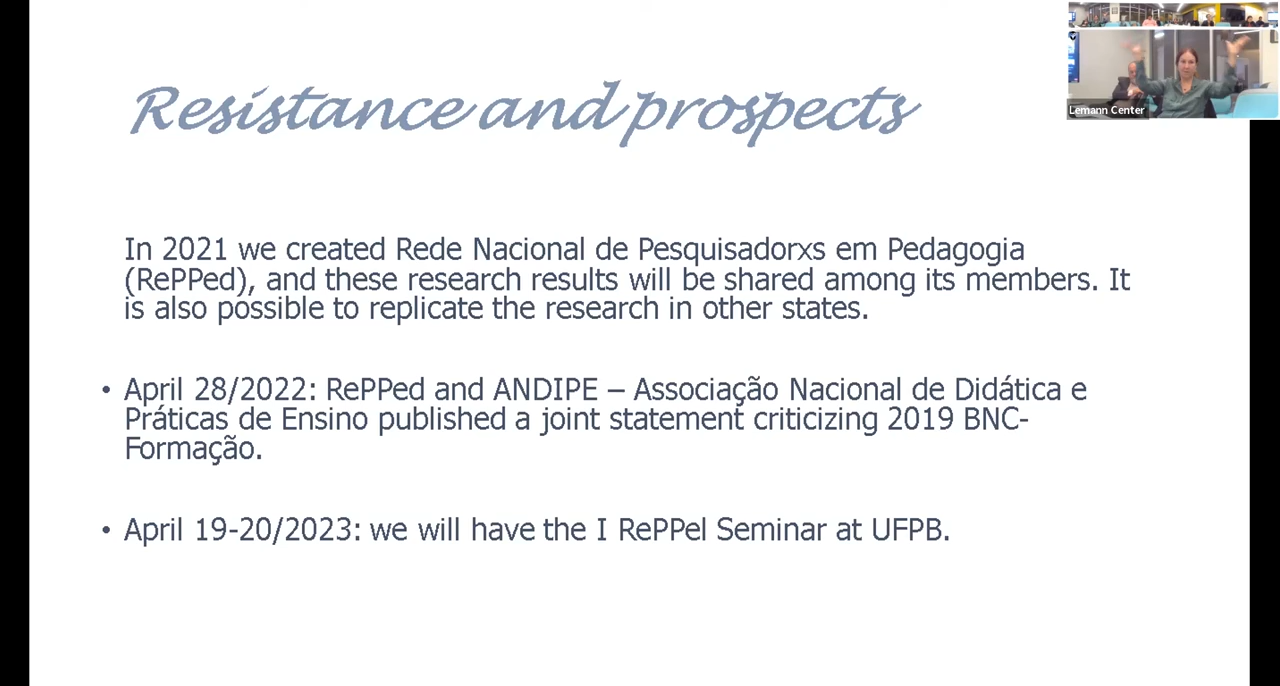 Lemann Center
Resistance and prospects
In 2021 we created Rede Nacional de Pesquisadorxs em Pedagogia
(RePPed), and these research results will be shared among its members. It
is also possible to replicate the research in other states.
• April 28/2022: RePPed and ANDIPE – Associação Nacional de Didática e
Práticas de Ensino published a joint statement criticizing 2019 BNC-
Formação.
• April 19-20/2023: we will have the I RePPel Seminar at UFPB.